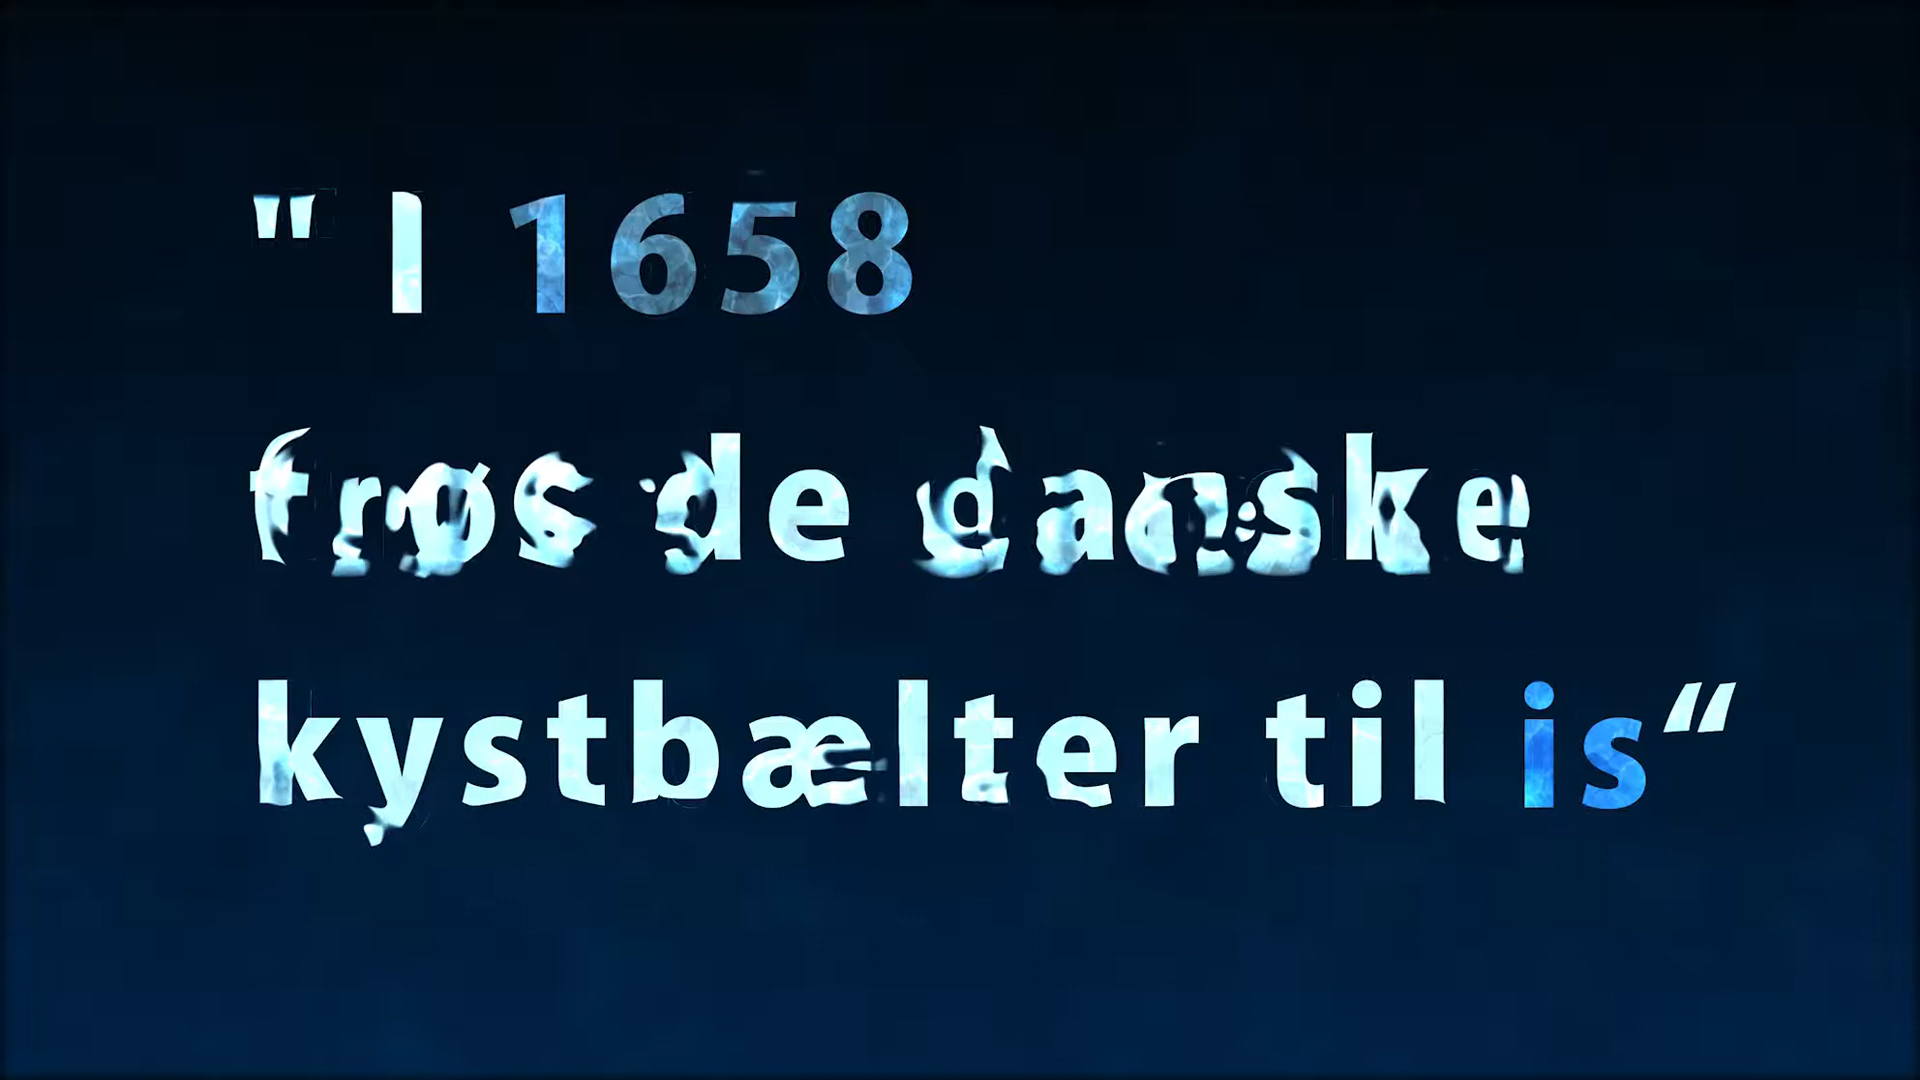 " I 1658
frøs de danske
kystbælter til is“